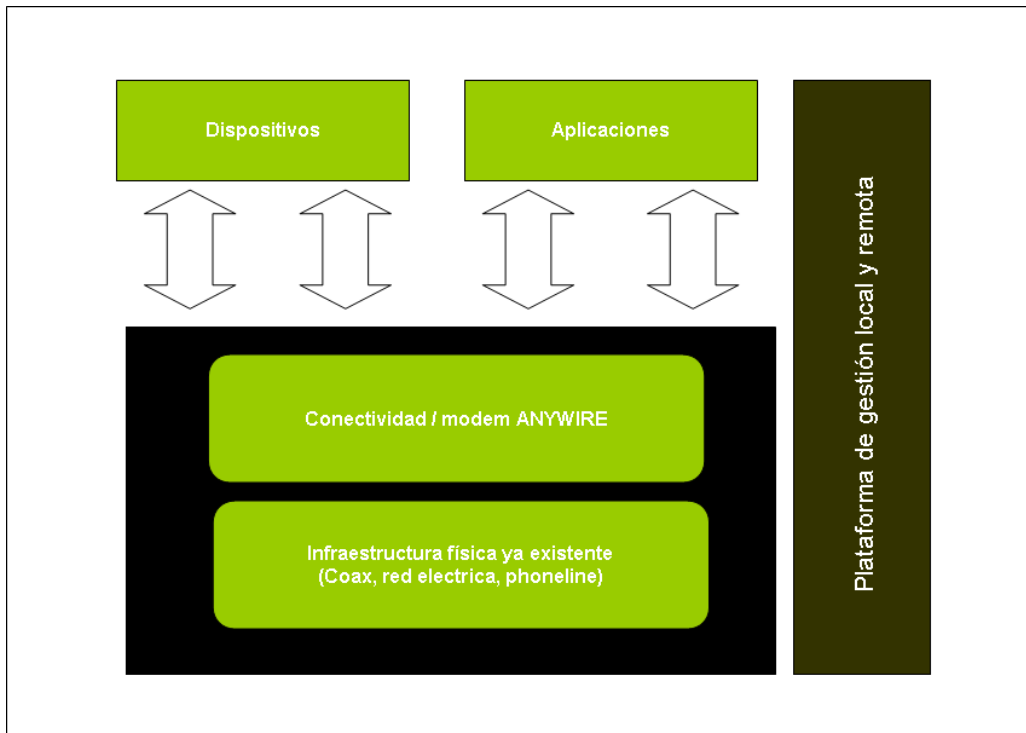 Dispositivos
Aplicaciones
Conectividad / modem ANYWIRE
Infraestructura física ya existente
(Coax, red electrica, phoneline)
Plataforma de gestión local y remota